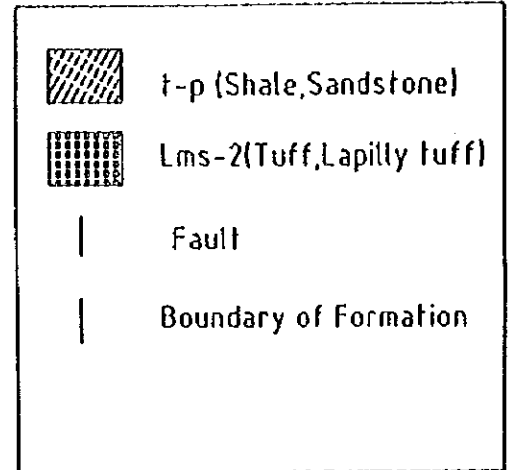 t-p (Shale,Sandstone)
Lms-2(Tuff,Lapilly tuff)
Fault
Boundary of Formation